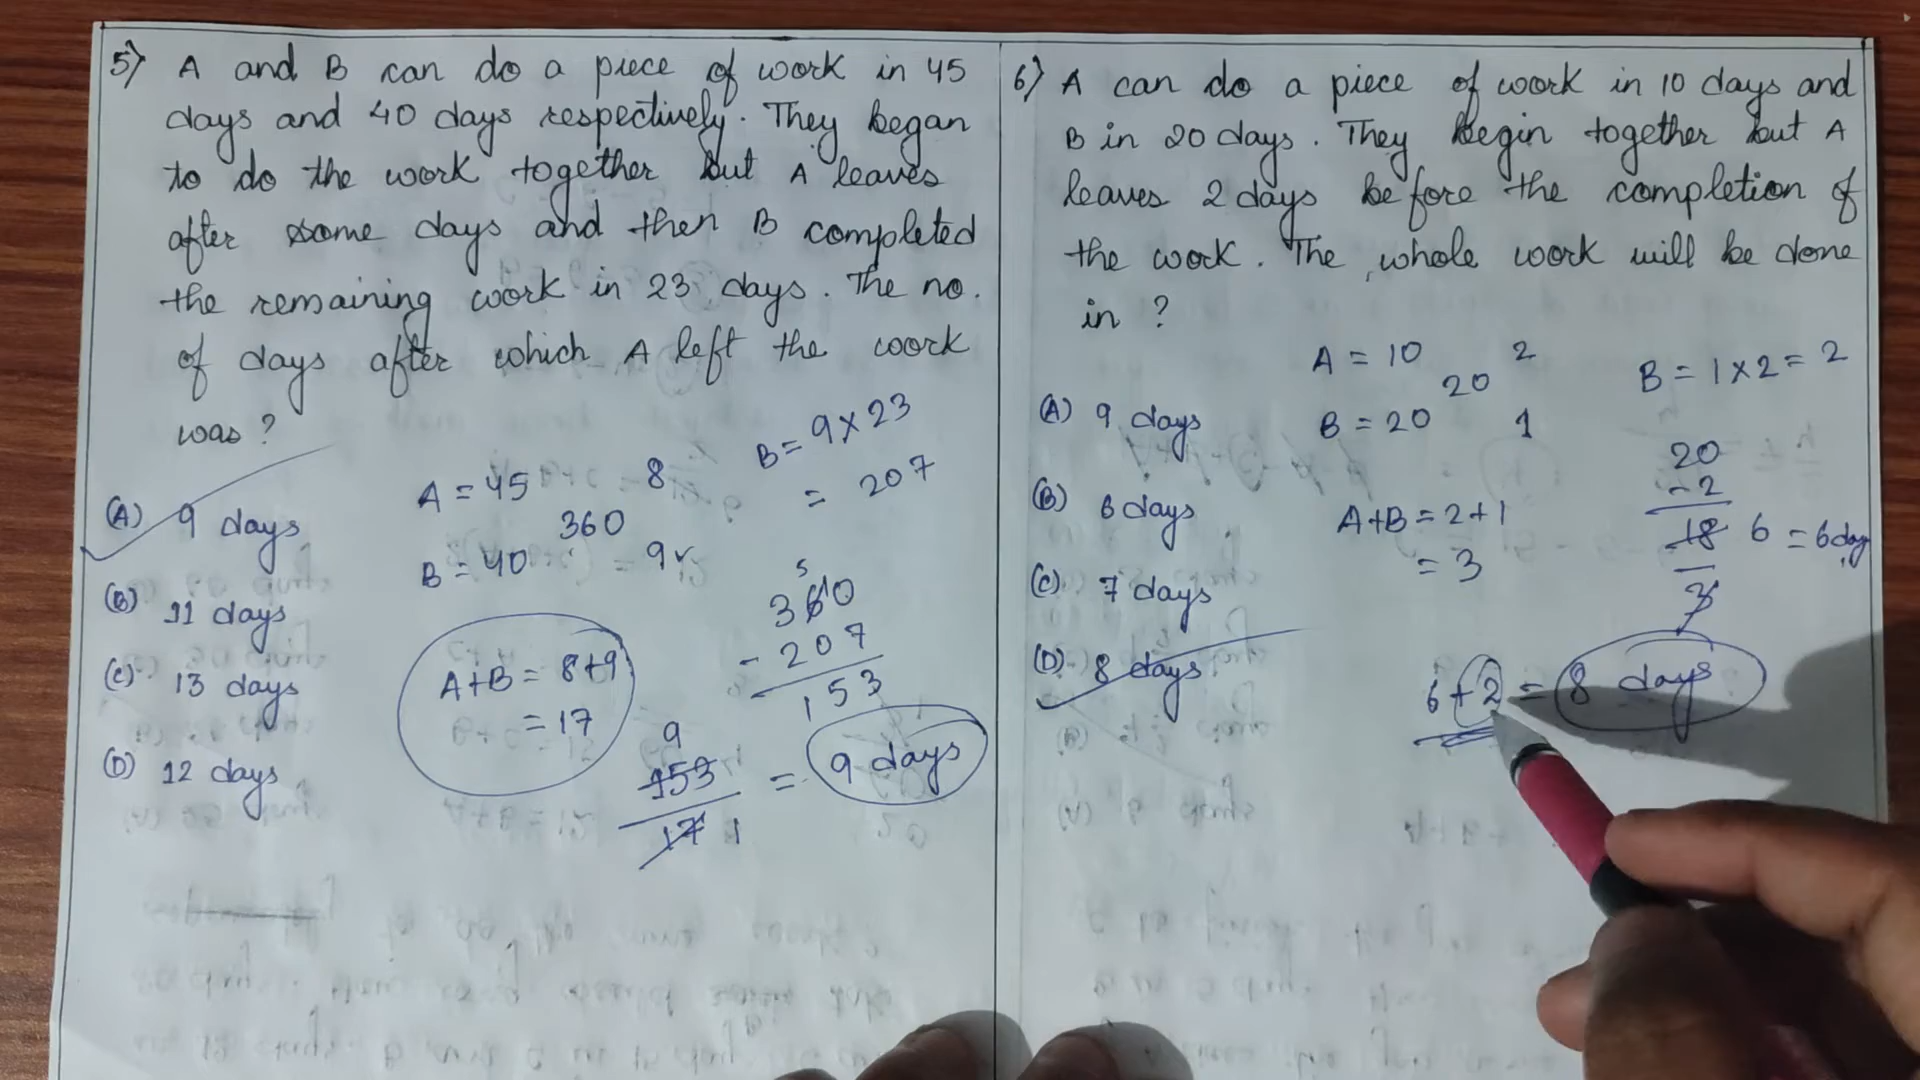 5) A and B can do a piece of work in 45
days and 40 days respectively. They began
to do the work together but A leaves
after some days and then B completed
the remaining work in 23 days. The no.
of days after which A left the work
was ?
(A) 9 days
(B) 11 days
(C) 13 days
(D) 12 days
A = 45 8
360
B = 40 = 9
B = 9 × 23
= 207
A+B = 8+9
= 17
5
360
- 207
153
9
153
17 1
= 9 days
6) A can do a piece of work in 10 days and
B in 20 days. They begin together but A
leaves 2 days before the completion of
the work. The whole work will be done
in ?
(A) 9 days
(B) 6 days
(C) 7 days
(D) 8 days
A = 10 2
20
B = 20 1
B = 1 × 2 = 2
A+B = 2+1
= 3
20
- 2
18 6 = 6 day
3
6 + 2 = 8 days